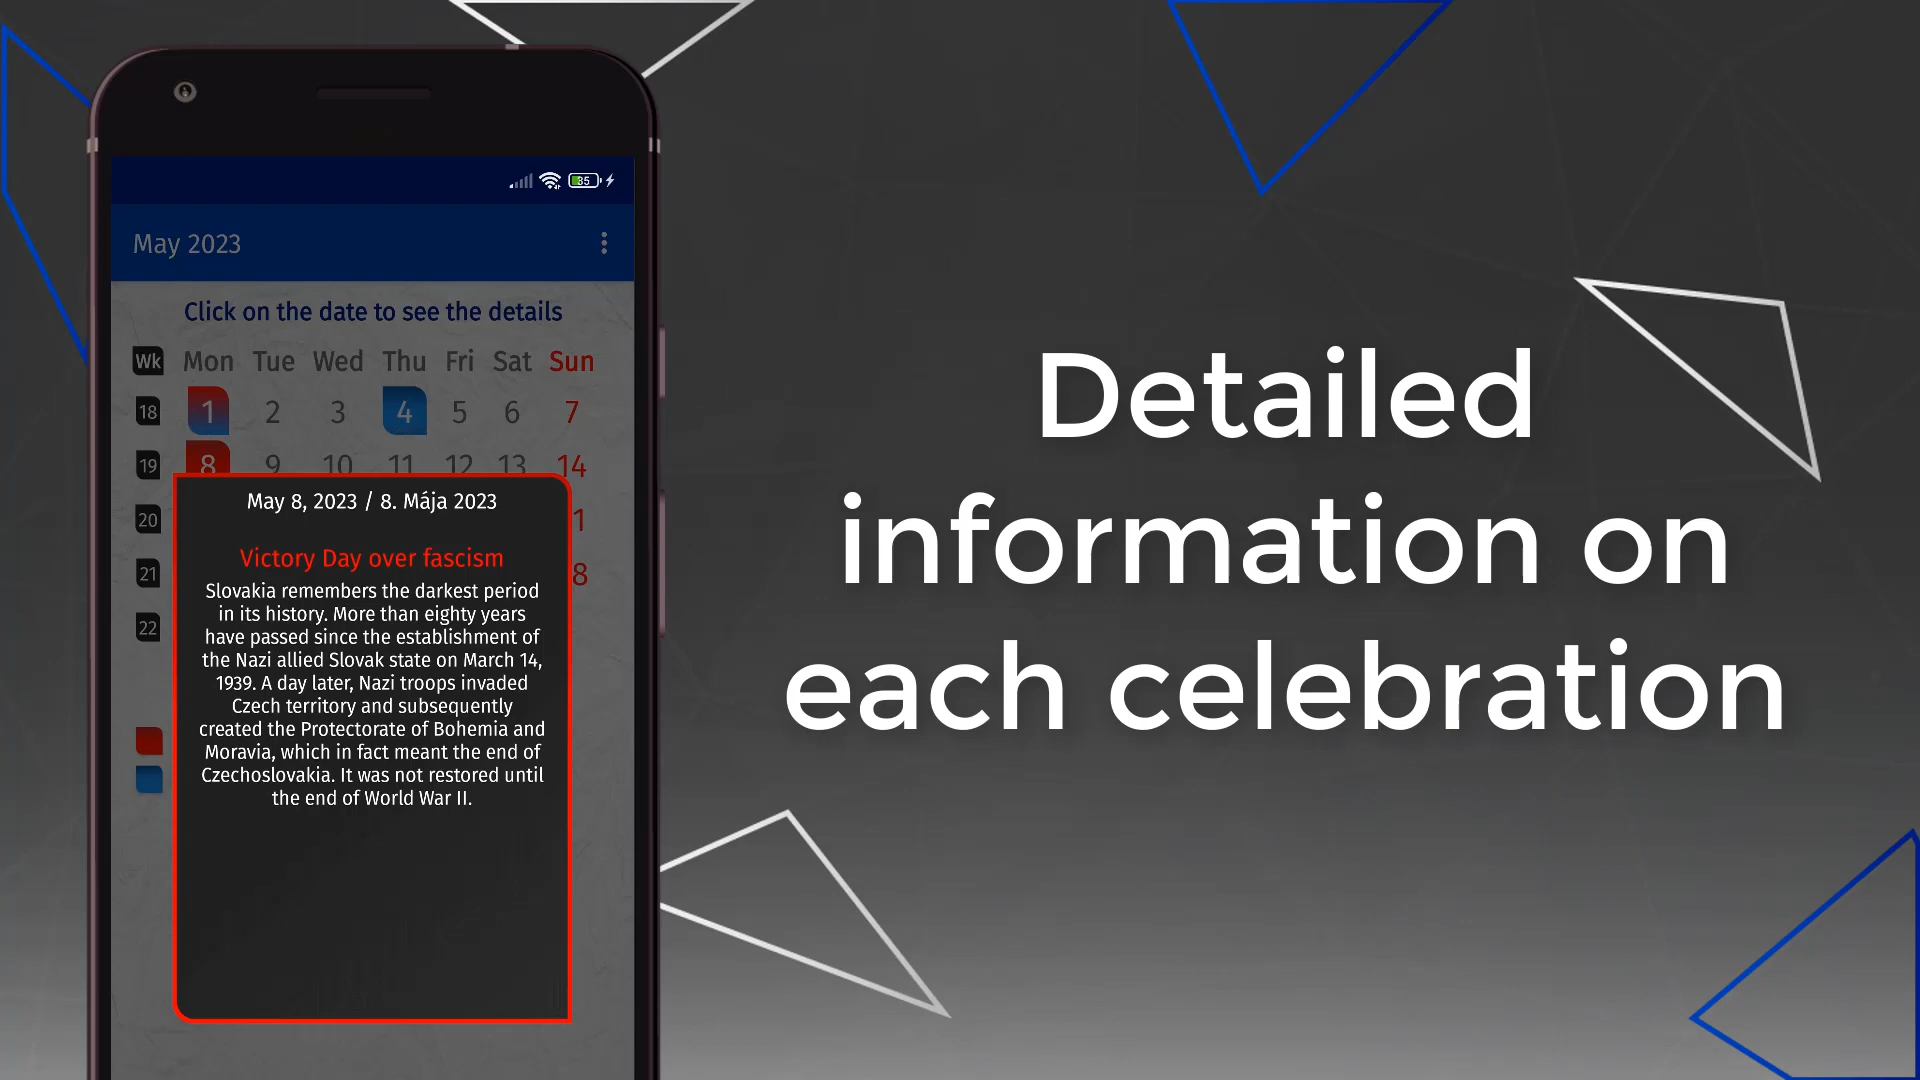 35
May 2023
Click on the date to see the details
Wk Mon Tue Wed Thu Fri Sat Sun
18 1 2 3 4 5 6 7
19 8 9 10 11 12 13 14
20 1
21 8
22
May 8, 2023 / 8. Mája 2023
Victory Day over fascism
Slovakia remembers the darkest period
in its history. More than eighty years
have passed since the establishment of
the Nazi allied Slovak state on March 14,
1939. A day later, Nazi troops invaded
Czech territory and subsequently
created the Protectorate of Bohemia and
Moravia, which in fact meant the end of
Czechoslovakia. It was not restored until
the end of World War II.
Detailed
information on
each celebration